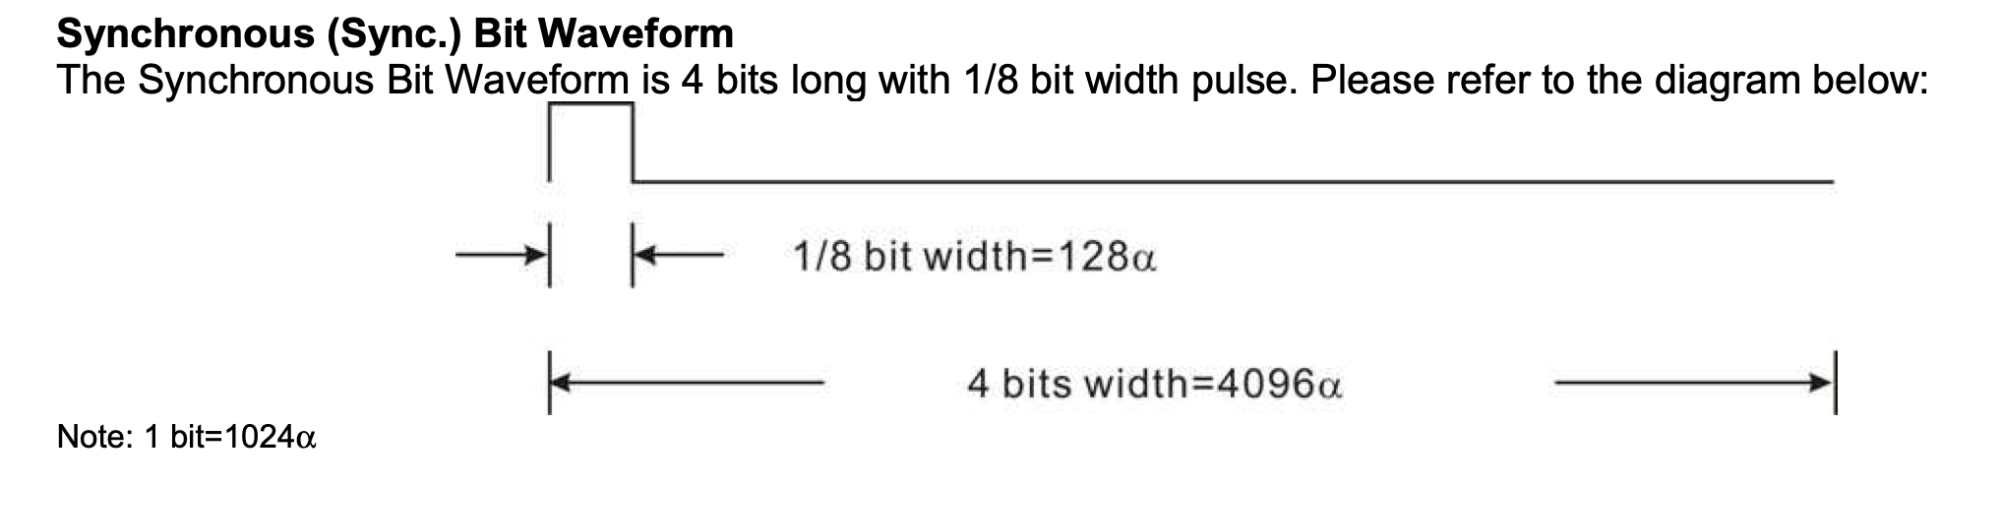 Synchronous (Sync.) Bit Waveform
The Synchronous Bit Waveform is 4 bits long with 1/8 bit width pulse. Please refer to the diagram below:
1/8 bit width=128α
4 bits width=4096α
Note: 1 bit=1024α